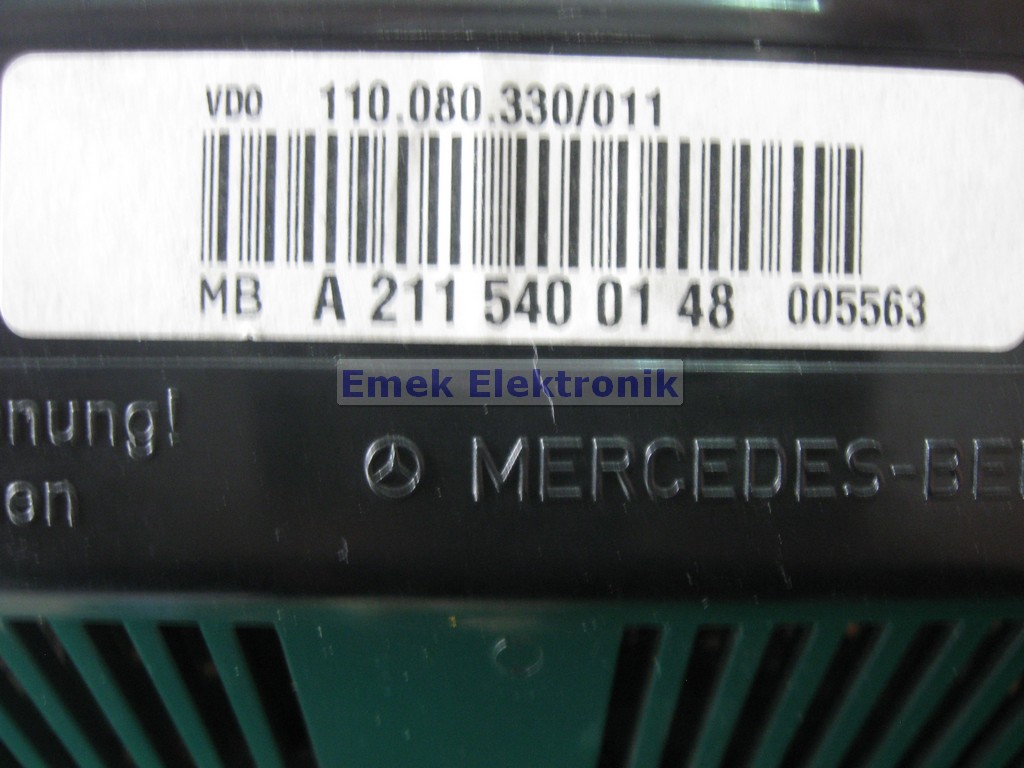 VDO 110.080.330/011
MB A 211 540 01 48 005563
Emek Elektronik
nung!
en
MERCEDES-BE